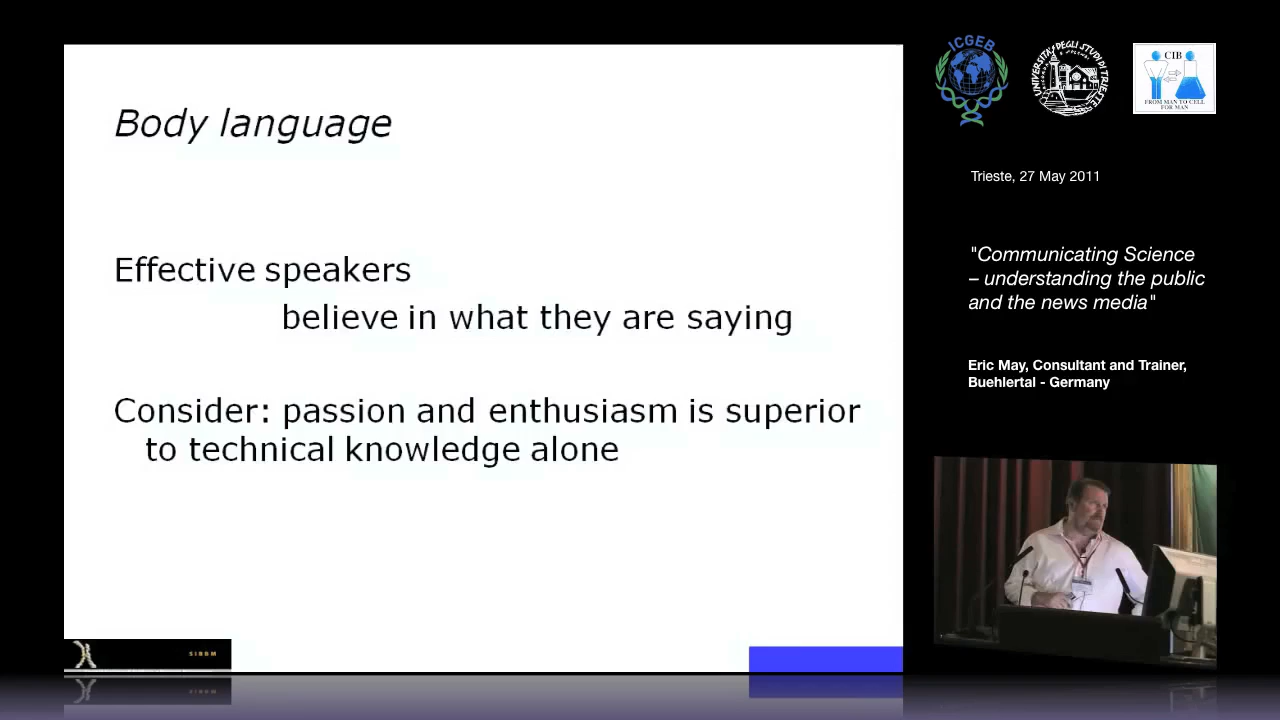 Body language
Effective speakers
believe in what they are saying
Consider: passion and enthusiasm is superior
to technical knowledge alone
SIBBM
ICGEB
UNIVERSITA' DEGLI STUDI DI TRIESTE
CIB
FROM MAN TO CELL
FOR MAN
Trieste, 27 May 2011
"Communicating Science
– understanding the public
and the news media"
Eric May, Consultant and Trainer,
Buehlertal - Germany